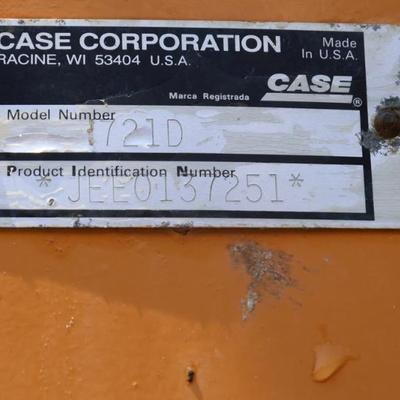 CASE CORPORATION
RACINE, WI 53404 U.S.A.
Made
In U.S.A.
CASE®
Marca Registrada
Model Number
721D
Product Identification Number
*JEE0137251*